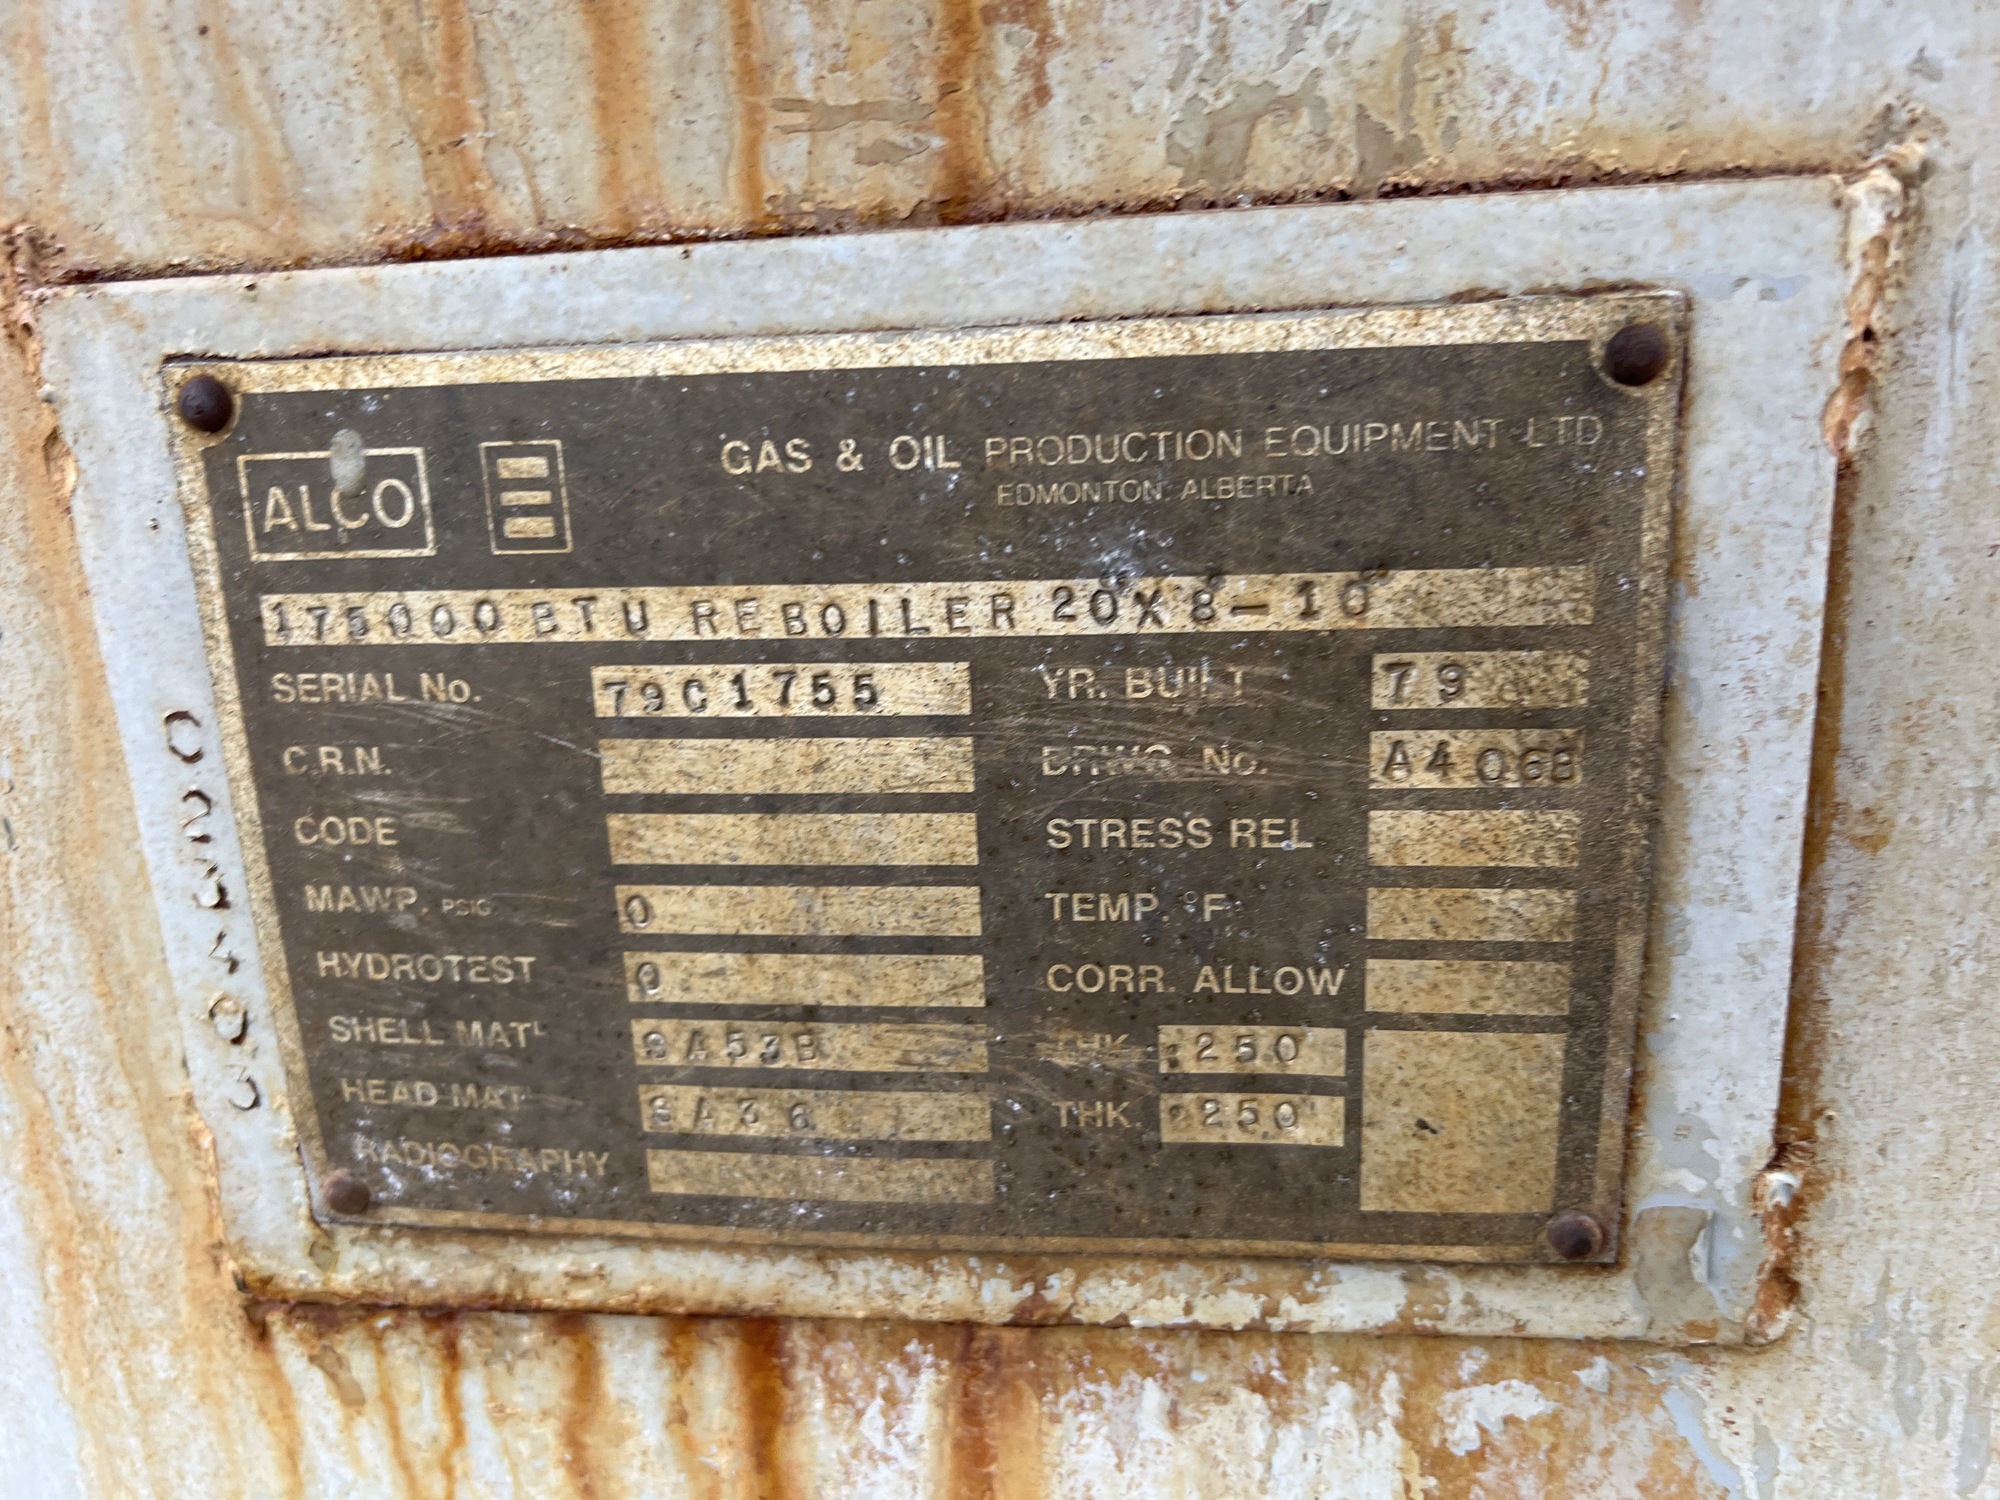 ALCO
GAS & OIL PRODUCTION EQUIPMENT LTD
EDMONTON, ALBERTA
175000 BTU REBOILER 20"X 8'-10"
SERIAL No. 79C1755 YR. BUILT 79
C.R.N. DRWG. No. A4068
CODE STRESS REL
MAWP. PSIG 0 TEMP. °F
HYDROTEST 0 CORR. ALLOW
SHELL MATL SA53B THK. .250
HEAD MATL SA36 THK. .250
RADIOGRAPHY